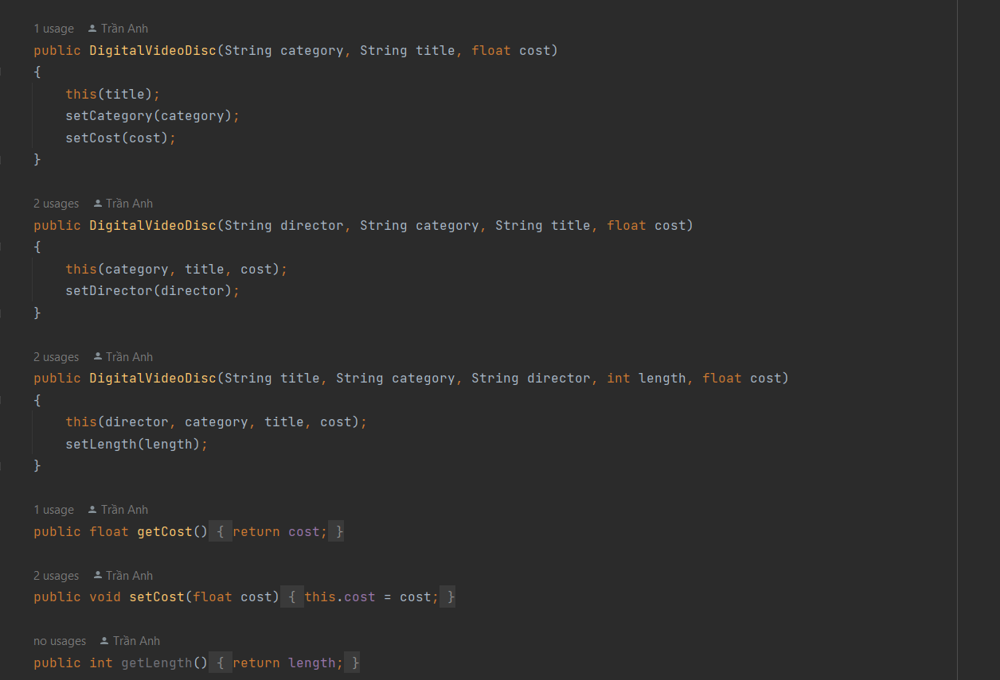 1 usage Trần Anh
public DigitalVideoDisc(String category, String title, float cost)
{
this(title);
setCategory(category);
setCost(cost);
}
2 usages Trần Anh
public DigitalVideoDisc(String director, String category, String title, float cost)
{
this(category, title, cost);
setDirector(director);
}
2 usages Trần Anh
public DigitalVideoDisc(String title, String category, String director, int length, float cost)
{
this(director, category, title, cost);
setLength(length);
}
1 usage Trần Anh
public float getCost() { return cost; }
2 usages Trần Anh
public void setCost(float cost) { this.cost = cost; }
no usages Trần Anh
public int getLength() { return length; }